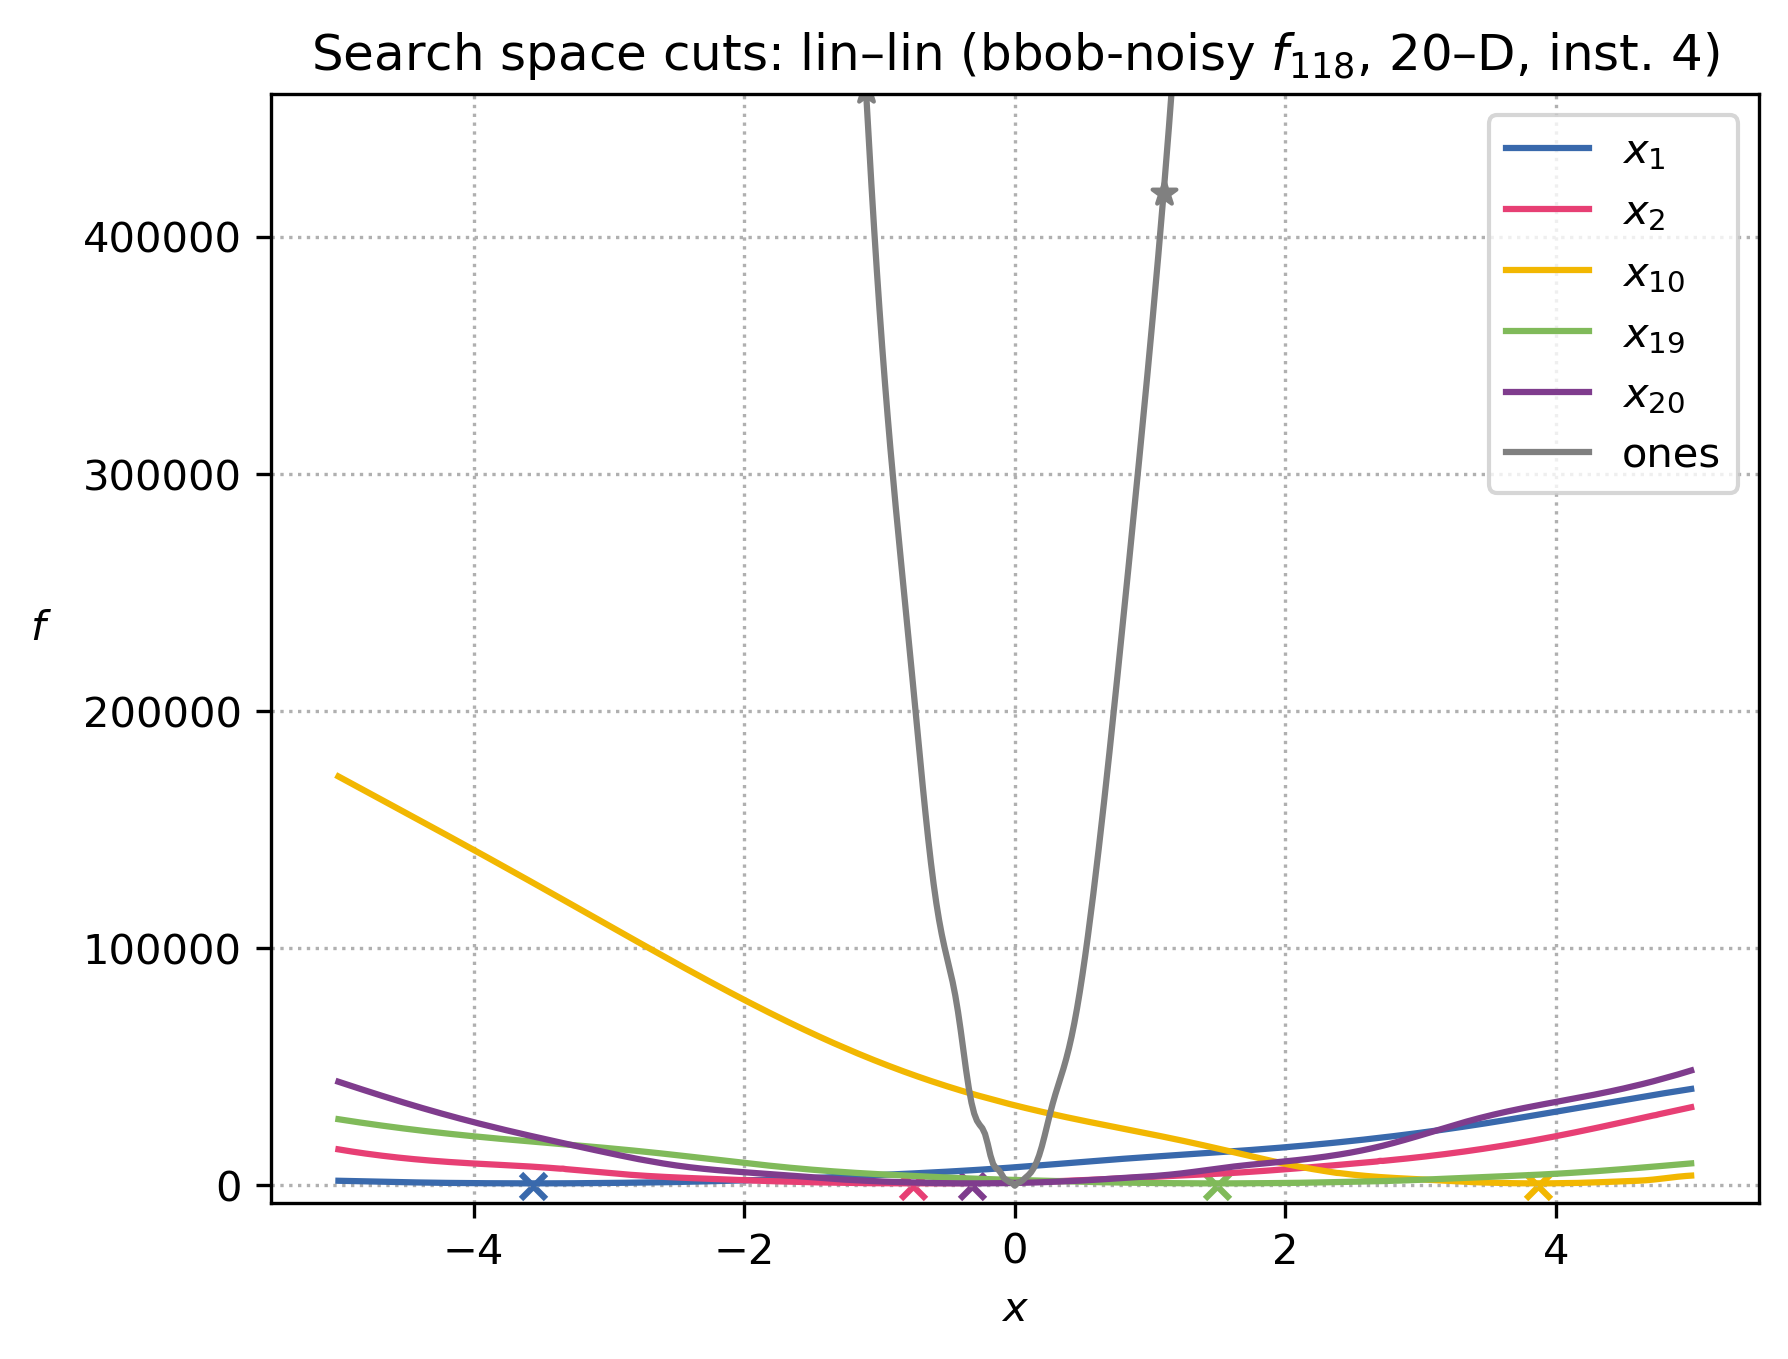 Search space cuts: lin–lin (bbob-noisy f118, 20–D, inst. 4)
x1
x2
x10
x19
x20
ones
400000
300000
200000
100000
0
f
−4 −2 0 2 4
x